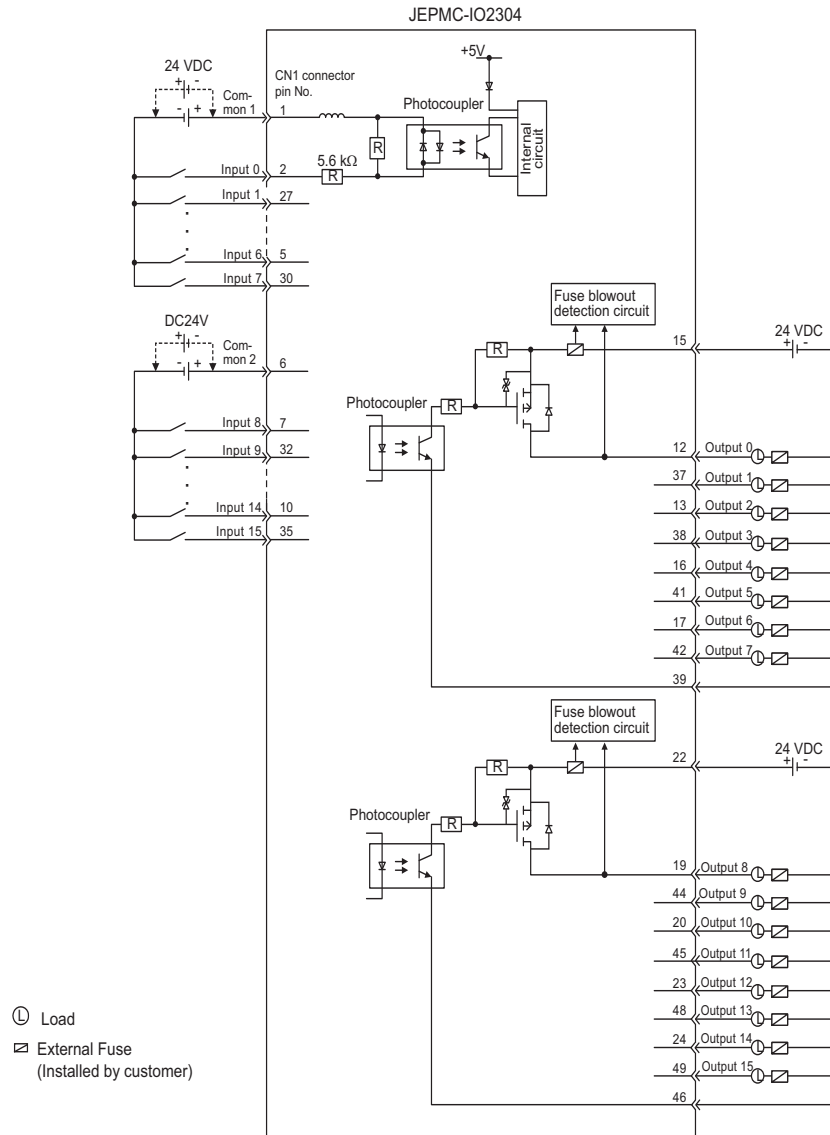 JEPMC-IO2304
24 VDC
+ -
- +
Com-
mon 1
CN1 connector
pin No.
1
+5V
Photocoupler
Internal
circuit
R
5.6 kΩ
R
Input 0 2
Input 1 27
Input 6 5
Input 7 30
DC24V
+ -
- +
Com-
mon 2
6
Input 8 7
Input 9 32
Input 14 10
Input 15 35
Fuse blowout
detection circuit
15
24 VDC
+ -
R
Photocoupler
R
12 Output 0 L
37 Output 1 L
13 Output 2 L
38 Output 3 L
16 Output 4 L
41 Output 5 L
17 Output 6 L
42 Output 7 L
39
Fuse blowout
detection circuit
22
24 VDC
+ -
R
Photocoupler
R
19 Output 8 L
44 Output 9 L
20 Output 10 L
45 Output 11 L
23 Output 12 L
48 Output 13 L
24 Output 14 L
49 Output 15 L
46
L Load
External Fuse
(Installed by customer)